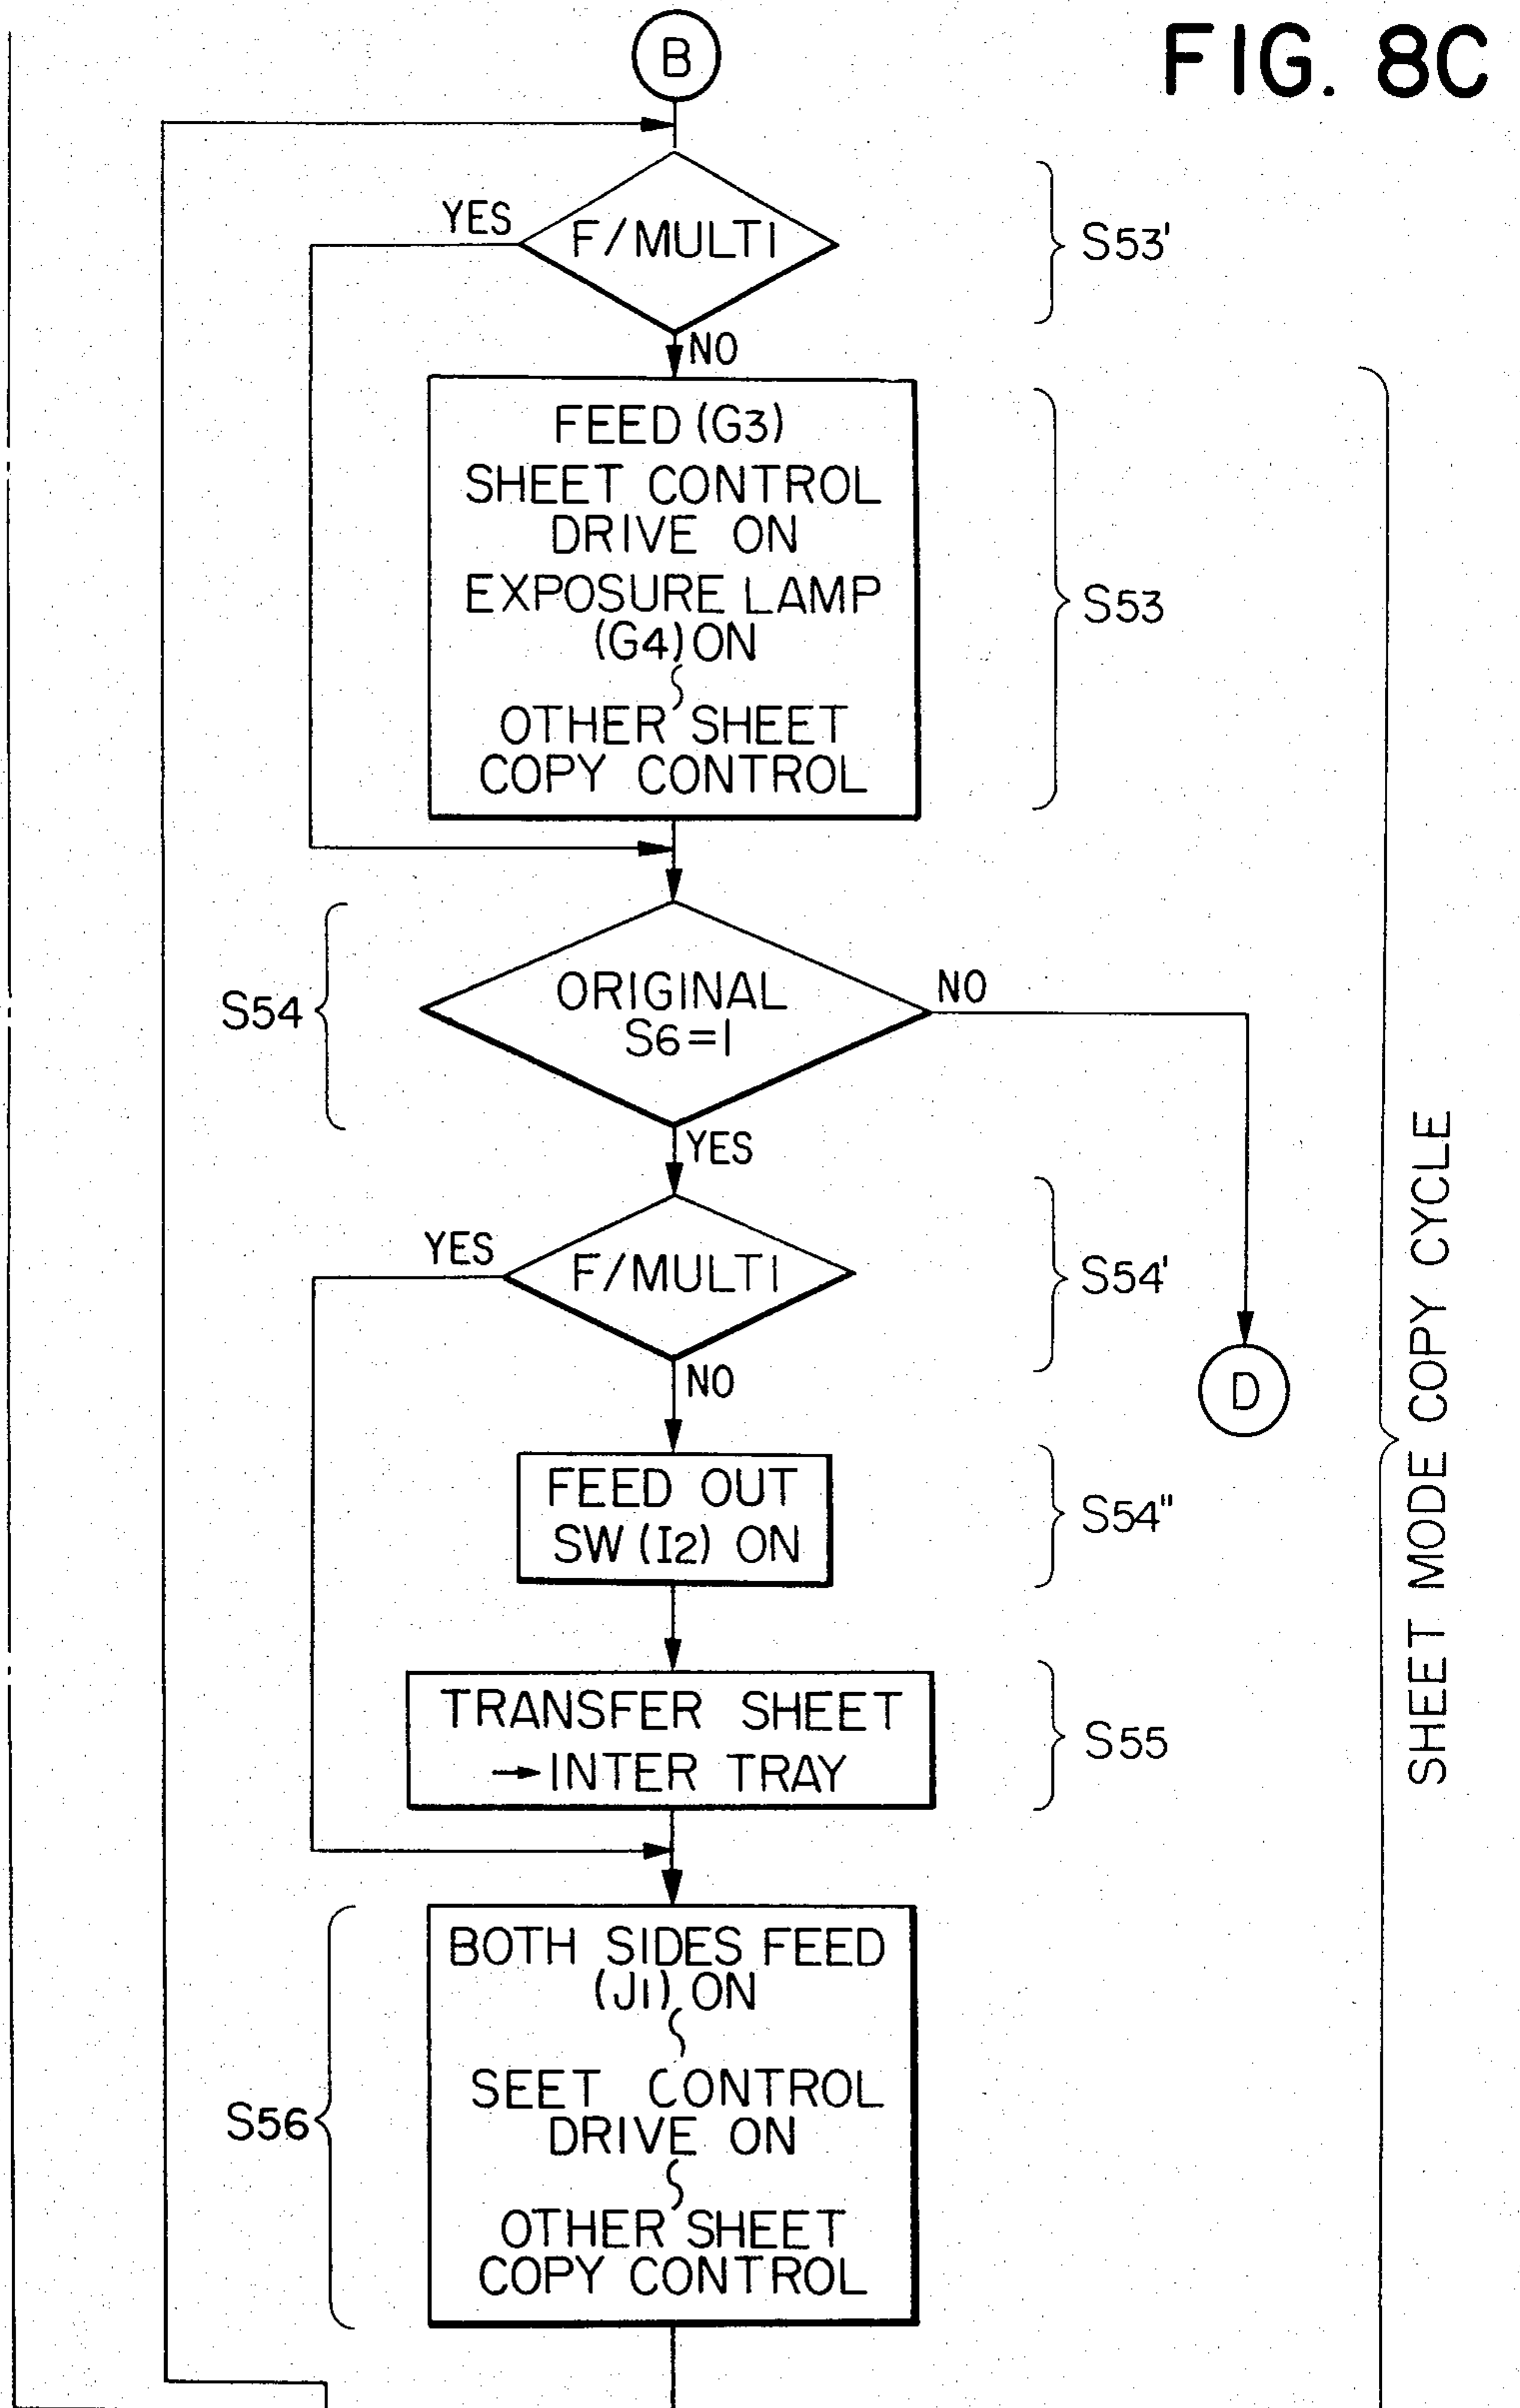 FIG. 8C
B
F/MULTI
YES
NO
S53'
FEED (G3)
SHEET CONTROL
DRIVE ON
EXPOSURE LAMP
(G4) ON
OTHER SHEET
COPY CONTROL
S53
ORIGINAL
S6=1
NO
YES
S54
D
F/MULTI
YES
NO
S54'
FEED OUT
SW (I2) ON
S54"
TRANSFER SHEET
→INTER TRAY
S55
BOTH SIDES FEED
(J1) ON
SEET CONTROL
DRIVE ON
OTHER SHEET
COPY CONTROL
S56
SHEET MODE COPY CYCLE